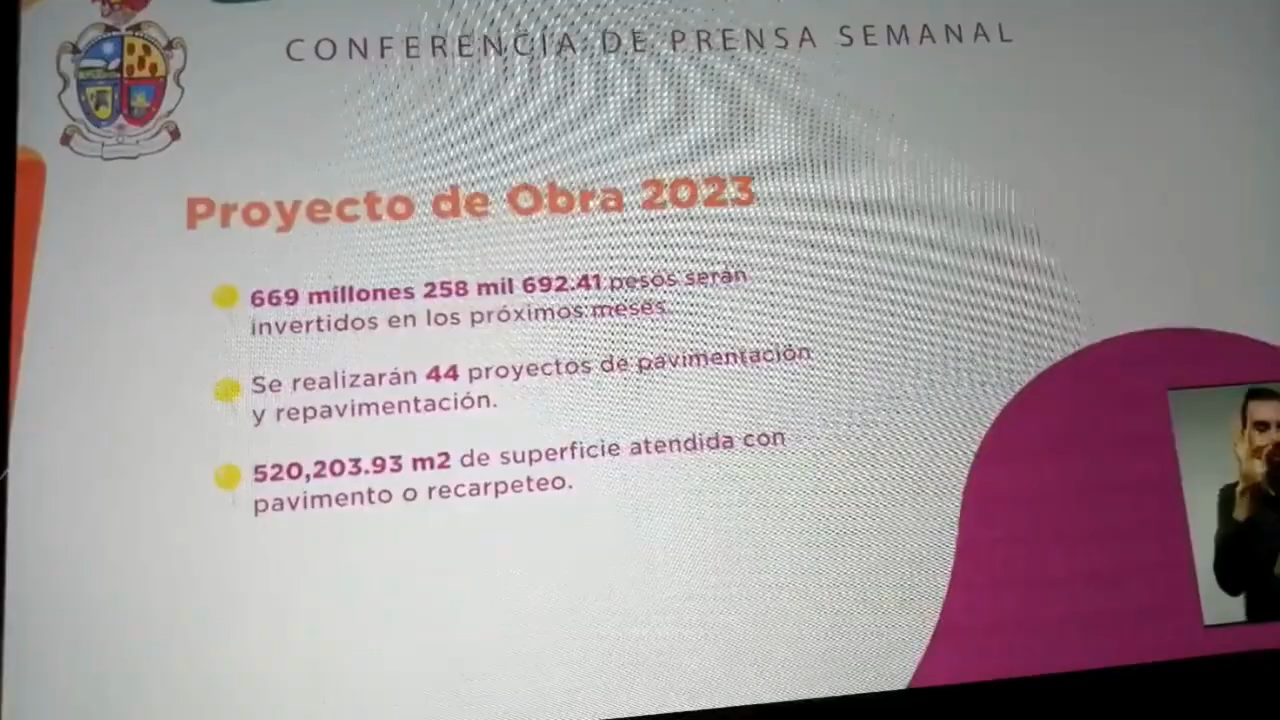 CONFERENCIA DE PRENSA SEMANAL
Proyecto de Obra 2023
669 millones 258 mil 692.41 pesos serán
invertidos en los próximos meses.
Se realizarán 44 proyectos de pavimentación
y repavimentación.
520,203.93 m2 de superficie atendida con
pavimento o recarpeteo.